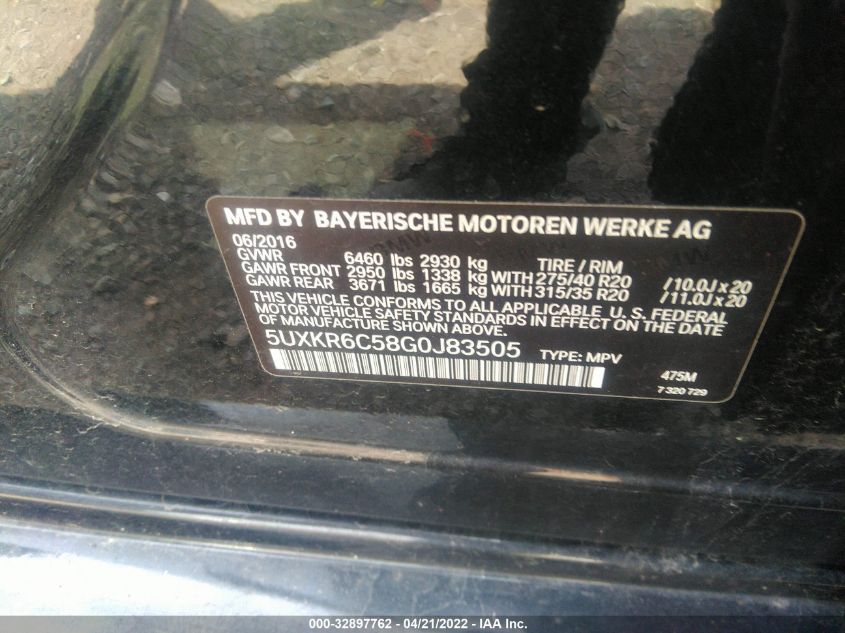 MFD BY BAYERISCHE MOTOREN WERKE AG
06/2016
GVWR 6460 lbs 2930 kg TIRE / RIM
GAWR FRONT 2950 lbs 1338 kg WITH 275/40 R20 /10.0J x 20
GAWR REAR 3671 lbs 1665 kg WITH 315/35 R20 /11.0J x 20
THIS VEHICLE CONFORMS TO ALL APPLICABLE U. S. FEDERAL
MOTOR VEHICLE SAFETY STANDARDS IN EFFECT ON THE DATE
OF MANUFACTURE SHOWN ABOVE.
5UXKR6C58G0J83505 TYPE: MPV
475M
7 320 729
000-32897762 - 04/21/2022 - © IAA, Inc.